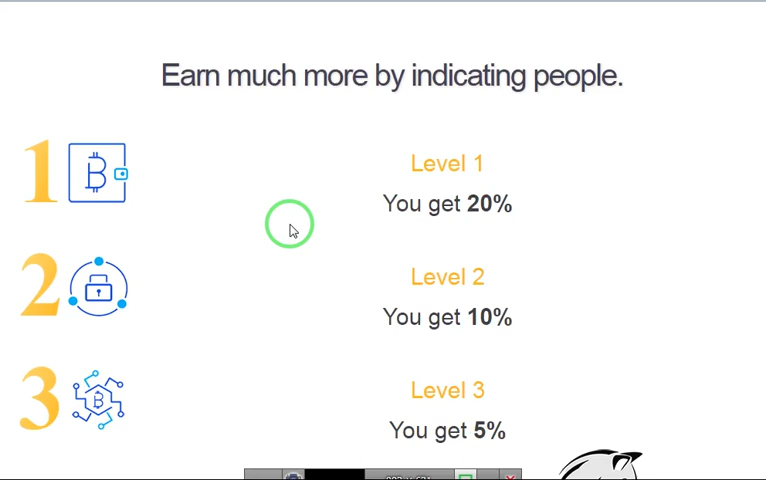 Earn much more by indicating people.
1
Level 1
You get 20%
2
Level 2
You get 10%
3
Level 3
You get 5%